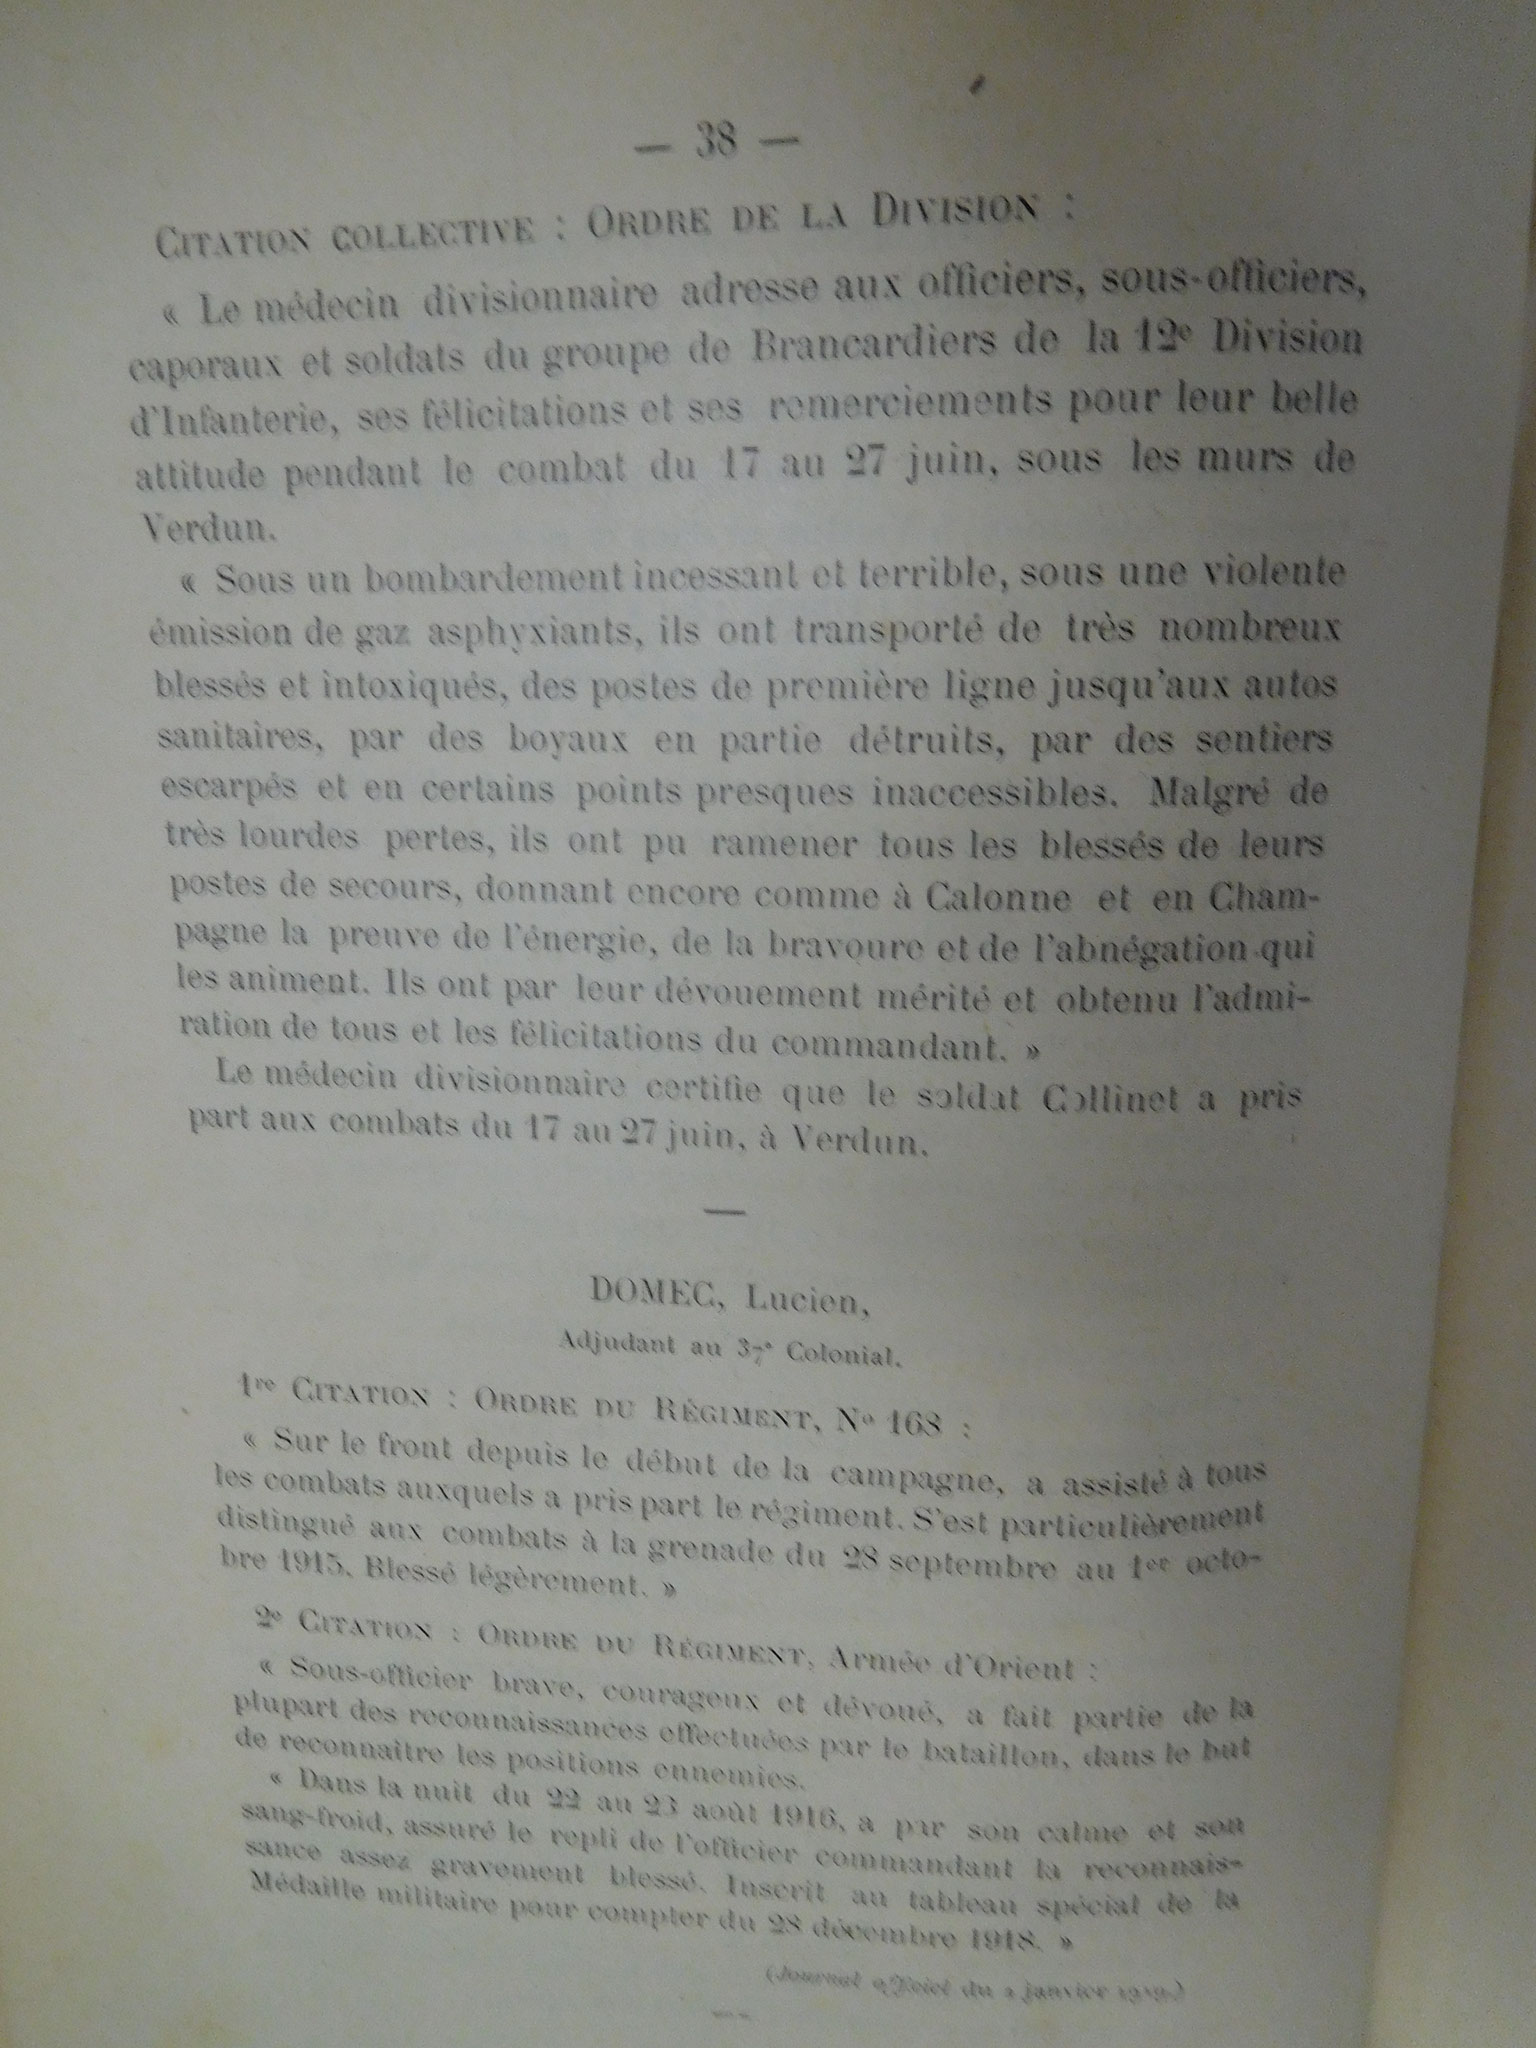 — 38 —
CITATION COLLECTIVE : ORDRE DE LA DIVISION :
« Le médecin divisionnaire adresse aux officiers, sous-officiers,
caporaux et soldats du groupe de Brancardiers de la 12e Division
d'Infanterie, ses félicitations et ses remerciements pour leur belle
attitude pendant le combat du 17 au 27 juin, sous les murs de
Verdun.
« Sous un bombardement incessant et terrible, sous une violente
émission de gaz asphyxiants, ils ont transporté de très nombreux
blessés et intoxiqués, des postes de première ligne jusqu'aux autos
sanitaires, par des boyaux en partie détruits, par des sentiers
escarpés et en certains points presques inaccessibles. Malgré de
très lourdes pertes, ils ont pu ramener tous les blessés de leurs
postes de secours, donnant encore comme à Calonne et en Cham-
pagne la preuve de l'énergie, de la bravoure et de l'abnégation qui
les animent. Ils ont par leur dévouement mérité et obtenu l'admi-
ration de tous et les félicitations du commandant. »
Le médecin divisionnaire certifie que le soldat Collinet a pris
part aux combats du 17 au 27 juin, à Verdun.
—
DOMEC, Lucien,
Adjudant au 37e Colonial.
1re CITATION : ORDRE DU RÉGIMENT, No 168 :
« Sur le front depuis le début de la campagne, a assisté à tous
les combats auxquels a pris part le régiment. S'est particulièrement
distingué aux combats à la grenade du 28 septembre au 1er octo-
bre 1915. Blessé légèrement. »
2e CITATION : ORDRE DU RÉGIMENT, Armée d'Orient :
« Sous-officier brave, courageux et dévoué, a fait partie de la
plupart des reconnaissances effectuées par le bataillon, dans le but
de reconnaître les positions ennemies.
« Dans la nuit du 22 au 23 août 1916, a par son calme et son
sang-froid, assuré le repli de l'officier commandant la reconnais-
sance assez gravement blessé. Inscrit au tableau spécial de la
Médaille militaire pour compter du 28 décembre 1918. »
(Journal officiel du 2 janvier 1919.)